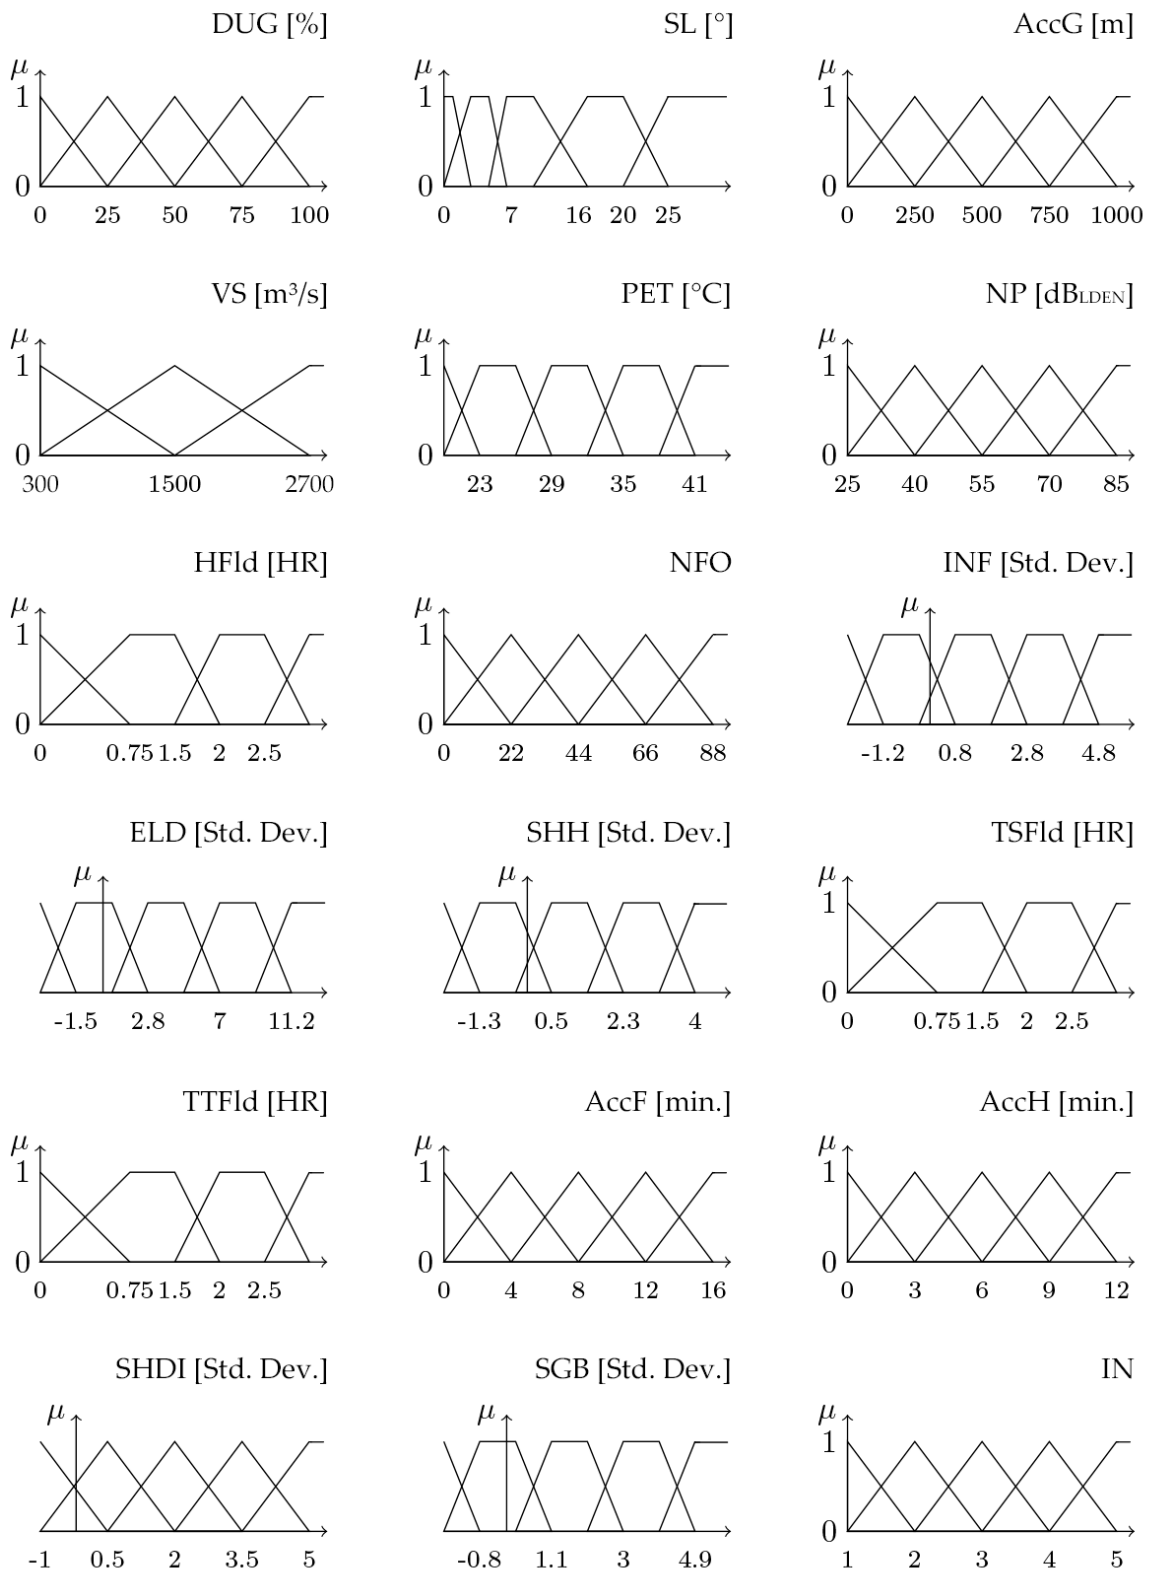 DUG [%] SL [°] AccG [m]
μ μ μ
1 1 1
0 0 0
0 25 50 75 100 0 7 16 20 25 0 250 500 750 1000
VS [m³/s] PET [°C] NP [dBLDEN]
μ μ μ
1 1 1
0 0 0
300 1500 2700 23 29 35 41 25 40 55 70 85
HFld [HR] NFO INF [Std. Dev.]
μ μ μ
1 1
0 0
0 0.75 1.5 2 2.5 0 22 44 66 88 -1.2 0.8 2.8 4.8
ELD [Std. Dev.] SHH [Std. Dev.] TSFld [HR]
μ μ μ
1
0
-1.5 2.8 7 11.2 -1.3 0.5 2.3 4 0 0.75 1.5 2 2.5
TTFld [HR] AccF [min.] AccH [min.]
μ μ μ
1 1 1
0 0 0
0 0.75 1.5 2 2.5 0 4 8 12 16 0 3 6 9 12
SHDI [Std. Dev.] SGB [Std. Dev.] IN
μ μ μ
1
0
-1 0.5 2 3.5 5 -0.8 1.1 3 4.9 1 2 3 4 5